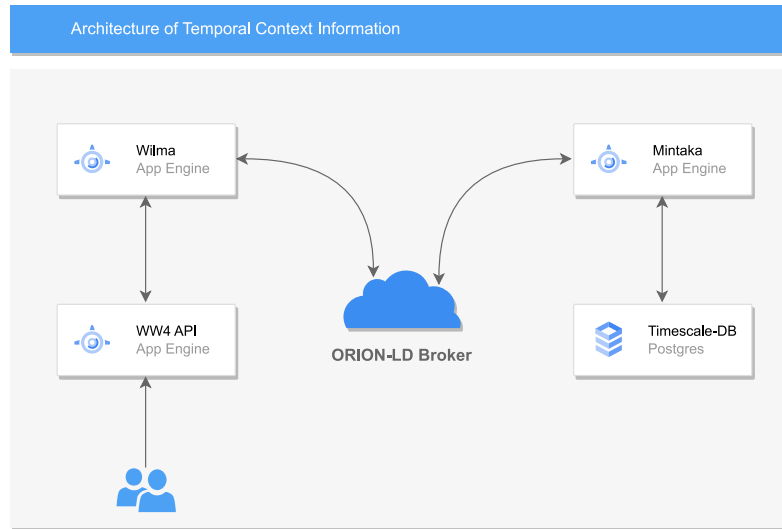 Architecture of Temporal Context Information
Wilma
App Engine
Mintaka
App Engine
WW4 API
App Engine
ORION-LD Broker
Timescale-DB
Postgres